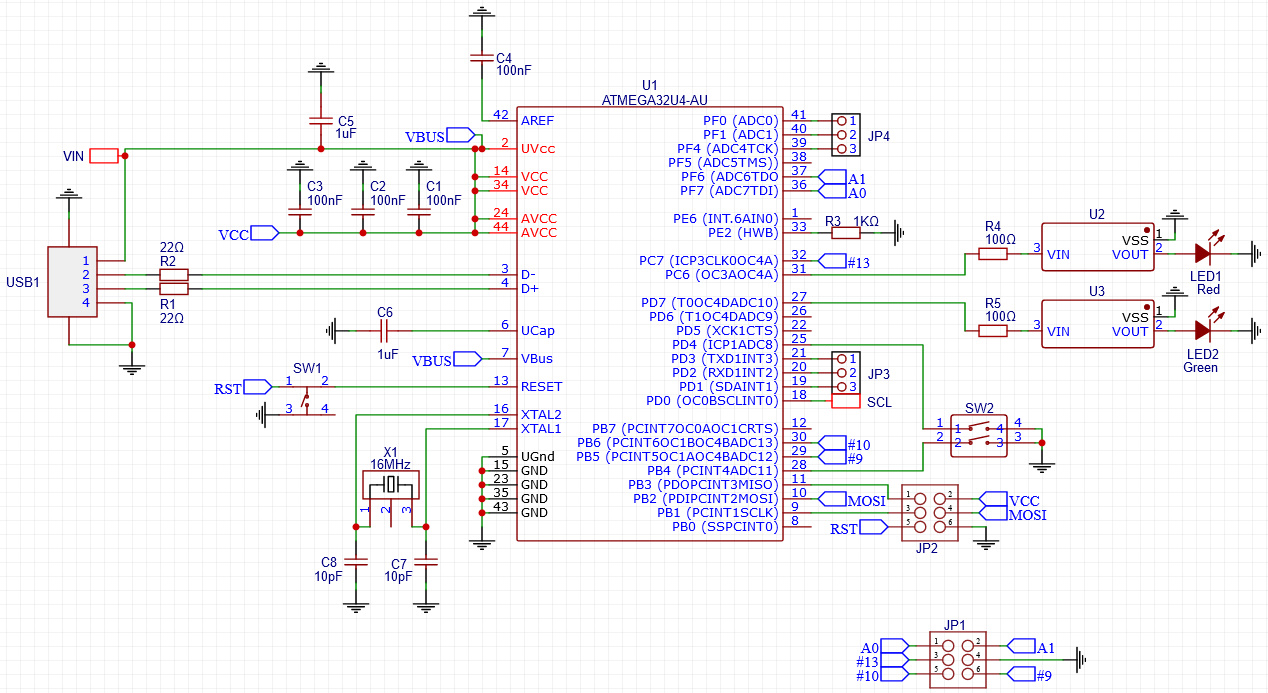 C4
100nF
U1
ATMEGA32U4-AU
C5
1uF
VIN
VBUS
VCC
C3
100nF
C2
100nF
C1
100nF
42 AREF
2 UVcc
14 VCC
34 VCC
24 AVCC
44 AVCC
3 D-
4 D+
6 UCap
7 VBus
13 RESET
16 XTAL2
17 XTAL1
5 UGnd
15 GND
23 GND
35 GND
43 GND
PF0 (ADC0) 41
PF1 (ADC1) 40
PF4 (ADC4TCK) 39
PF5 (ADC5TMS)) 38
PF6 (ADC6TDO 37
PF7 (ADC7TDI) 36
PE6 (INT.6AIN0) 1
PE2 (HWB) 33
PC7 (ICP3CLK0OC4A) 32
PC6 (OC3AOC4A) 31
PD7 (T0OC4DADC10) 27
PD6 (T1OC4DADC9) 26
PD5 (XCK1CTS) 22
PD4 (ICP1ADC8) 25
PD3 (TXD1INT3) 21
PD2 (RXD1INT2) 20
PD1 (SDAINT1) 19
PD0 (OC0BSCLINT0) 18
PB7 (PCINT7OC0AOC1CRTS) 12
PB6 (PCINT6OC1BOC4BADC13) 30
PB5 (PCINT5OC1AOC4BADC12) 29
PB4 (PCINT4ADC11) 28
PB3 (PDOPCINT3MISO) 11
PB2 (PDIPCINT2MOSI) 10
PB1 (PCINT1SCLK) 9
PB0 (SSPCINT0) 8
USB1
1
2
3
4
22Ω
R2
R1
22Ω
C6
1uF
VBUS
SW1
RST
1 2
3 4
X1
16MHz
1 2 3
C8
10pF
C7
10pF
1
2
3
JP4
A1
A0
R3 1KΩ
#13
R4
100Ω
U2
3 VIN
VSS 1
VOUT 2
LED1
Red
R5
100Ω
U3
3 VIN
VSS 1
VOUT 2
LED2
Green
1
2
3
JP3
SCL
SW2
1 1 4 4
2 2 3 3
#10
#9
MOSI
RST
1 2
3 4
5 6
VCC
MOSI
JP2
JP1
A0 1 2 A1
#13 3 4
#10 5 6 #9